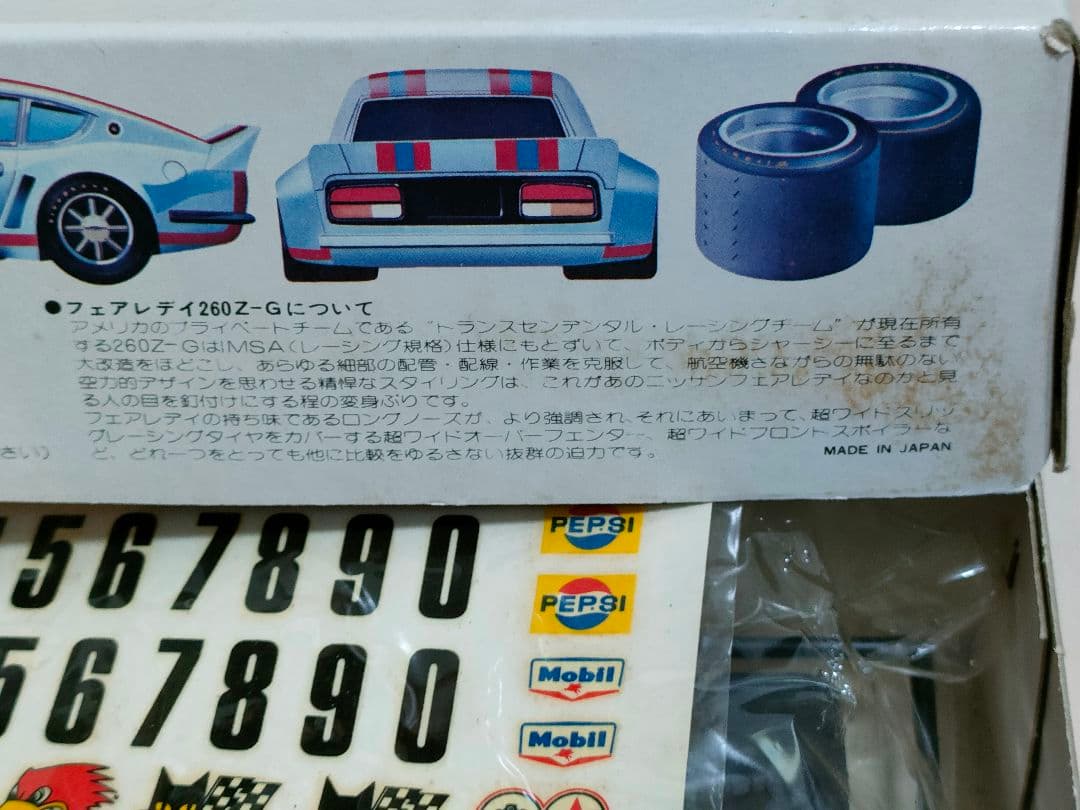 ●フェアレデイ260Z-Gについて
アメリカのプライベートチームである"トランスセンデンタル・レーシングチーム"が現在所有
する260Z-GはIMSA(レーシング規格)仕様にもとずいて、ボディからシャーシーに至るまで
大改造をほどこし、あらゆる細部の配管・配線・作業を克服して、航空機さながらの無駄のない
空力的デザインを思わせる精悍なスタイリングは、これがあのニッサンフェアレデイなのかと見
る人の目を釘付けにする程の変身ぶりです。
フェアレデイの持ち味であるロングノーズが、より強調され、それにあいまって、超ワイドスリッ
グレーシングタイヤをカバーする超ワイドオーバーフェンダー、超ワイドフロントスポイラーな
ど、どれ一つをとっても他に比較をゆるさない抜群の迫力です。
さい)
MADE IN JAPAN
5 6 7 8 9 0
PEPSI
PEPSI
5 6 7 8 9 0
Mobil
Mobil